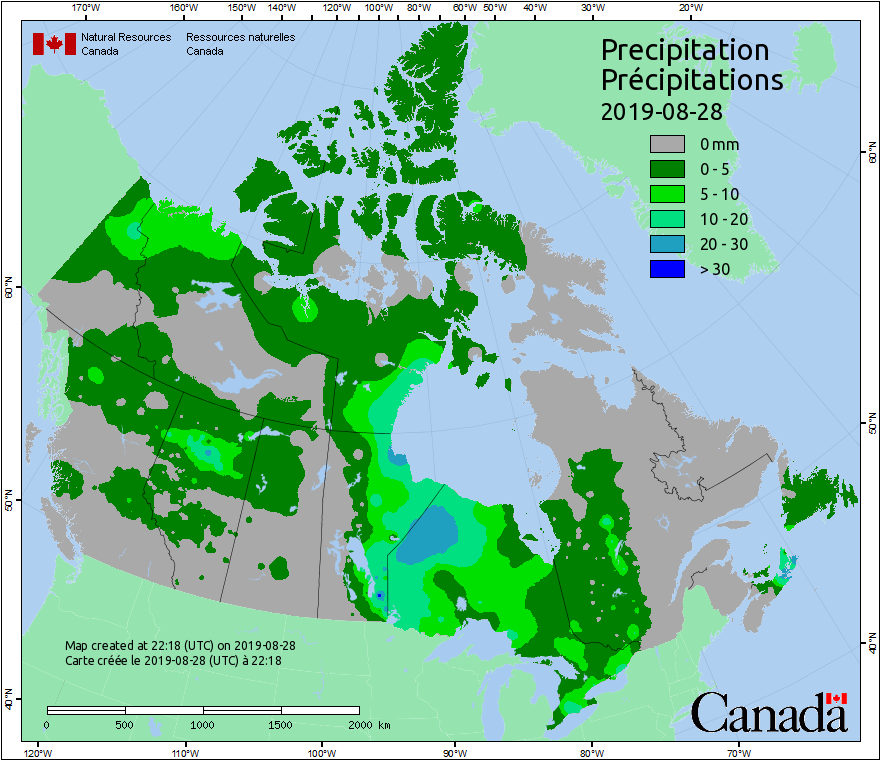 170°W 160°W 150°W 140°W 130°W 120°W 110°W 100°W 90°W 80°W 70°W 60°W 50°W 40°W 30°W 20°W
Natural Resources Ressources naturelles
Canada Canada
Precipitation
Précipitations
2019-08-28
0 mm
0 - 5
5 - 10
10 - 20
20 - 30
> 30
60°N
60°N
50°N
50°N
40°N
40°N
Map created at 22:18 (UTC) on 2019-08-28
Carte créée le 2019-08-28 (UTC) à 22:18
0 500 1000 1500 2000 km
Canada
120°W 110°W 100°W 90°W 80°W 70°W